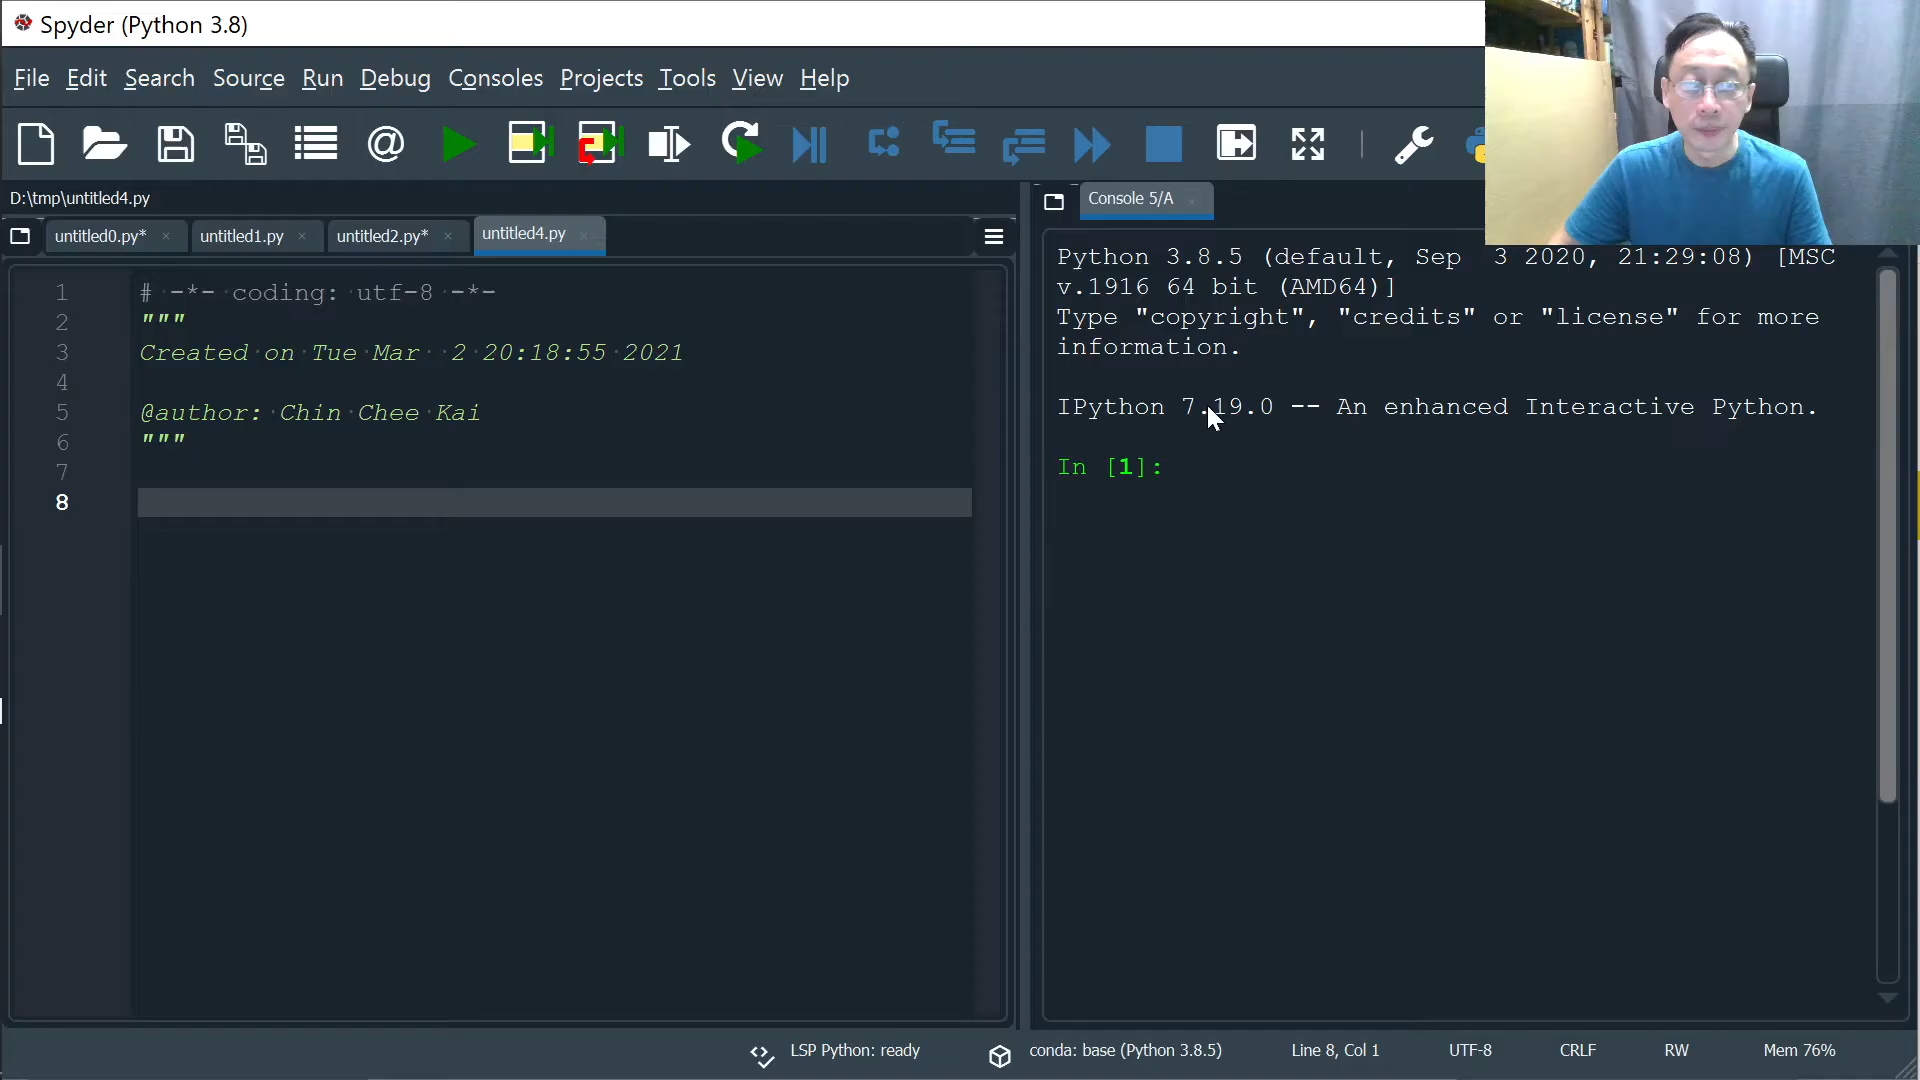 Spyder (Python 3.8)
File Edit Search Source Run Debug Consoles Projects Tools View Help
D:\tmp\untitled4.py
untitled0.py* untitled1.py untitled2.py* untitled4.py
1 # -*- coding: utf-8 -*-
2 """
3 Created on Tue Mar  2 20:18:55 2021
4
5 @author: Chin Chee Kai
6 """
7
8
Console 5/A
Python 3.8.5 (default, Sep  3 2020, 21:29:08) [MSC
v.1916 64 bit (AMD64)]
Type "copyright", "credits" or "license" for more
information.
IPython 7.19.0 -- An enhanced Interactive Python.
In [1]:
LSP Python: ready conda: base (Python 3.8.5) Line 8, Col 1 UTF-8 CRLF RW Mem 76%